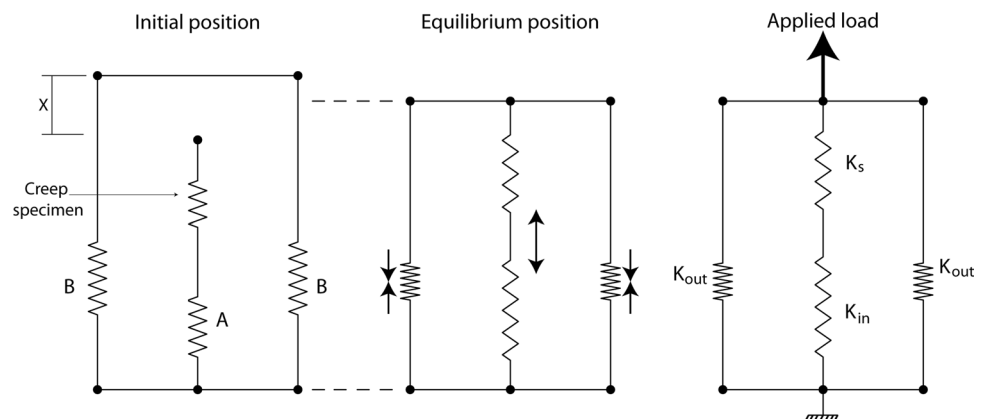 Initial position
Equilibrium position
Applied load
X
Creep
specimen
B
A
B
Ks
Kout
Kin
Kout